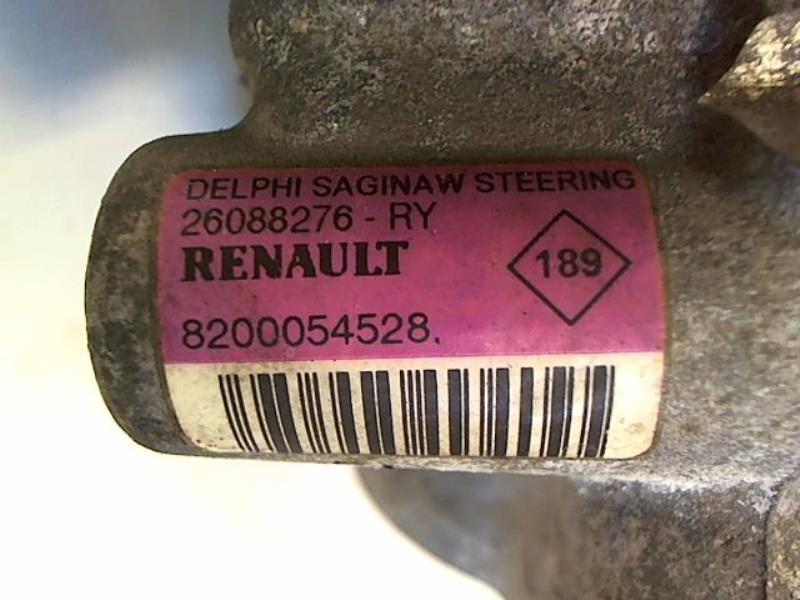 DELPHI SAGINAW STEERING
26088276 - RY
RENAULT
189
8200054528.